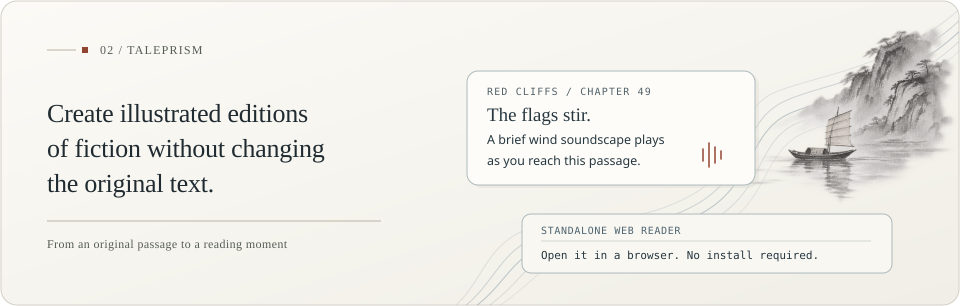 02 / TALEPRISM
Create illustrated editions
of fiction without changing
the original text.
From an original passage to a reading moment
RED CLIFFS / CHAPTER 49
The flags stir.
A brief wind soundscape plays
as you reach this passage.
STANDALONE WEB READER
Open it in a browser. No install required.